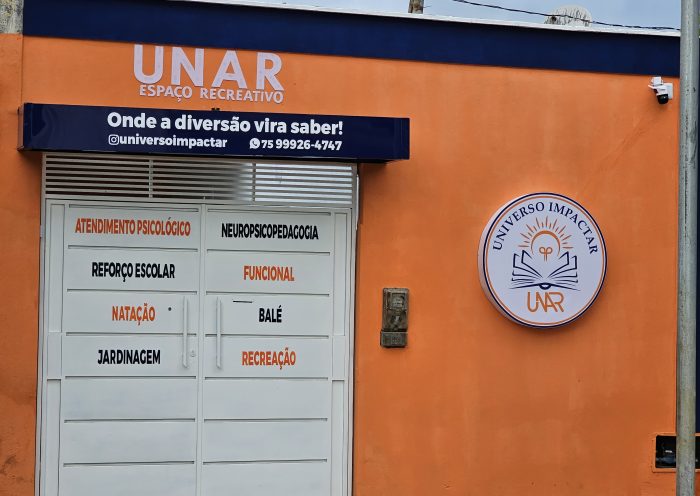 UNAR
ESPAÇO RECREATIVO
Onde a diversão vira saber!
universoimpactar 75 99926-4747
ATENDIMENTO PSICOLÓGICO NEUROPSICOPEDAGOGIA
REFORÇO ESCOLAR FUNCIONAL
NATAÇÃO BALÉ
JARDINAGEM RECREAÇÃO
UNIVERSO IMPACTAR
UNAR